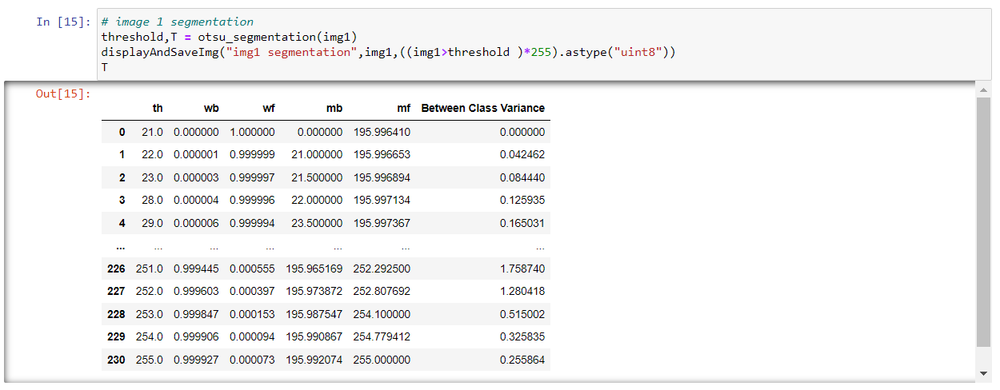 In [15]: # image 1 segmentation
threshold,T = otsu_segmentation(img1)
displayAndSaveImg("img1 segmentation",img1,((img1>threshold )*255).astype("uint8"))
T
Out[15]:
th wb wf mb mf Between Class Variance
0 21.0 0.000000 1.000000 0.000000 195.996410 0.000000
1 22.0 0.000001 0.999999 21.000000 195.996653 0.042462
2 23.0 0.000003 0.999997 21.500000 195.996894 0.084440
3 28.0 0.000004 0.999996 22.000000 195.997134 0.125935
4 29.0 0.000006 0.999994 23.500000 195.997367 0.165031
... ... ... ... ... ... ...
226 251.0 0.999445 0.000555 195.965169 252.292500 1.758740
227 252.0 0.999603 0.000397 195.973872 252.807692 1.280418
228 253.0 0.999847 0.000153 195.987547 254.100000 0.515002
229 254.0 0.999906 0.000094 195.990867 254.779412 0.325835
230 255.0 0.999927 0.000073 195.992074 255.000000 0.255864